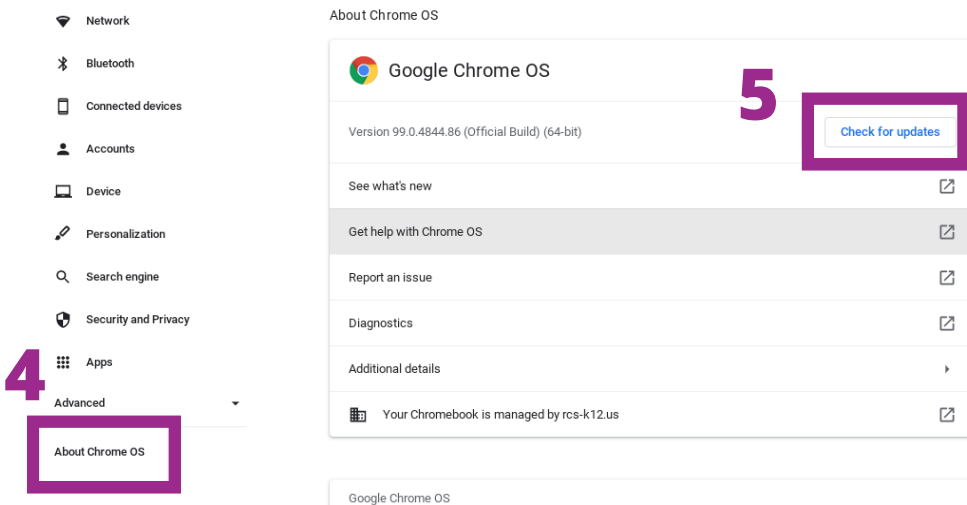 Network
Bluetooth
Connected devices
Accounts
Device
Personalization
Search engine
Security and Privacy
Apps
4
Advanced
About Chrome OS
About Chrome OS
Google Chrome OS
5
Version 99.0.4844.86 (Official Build) (64-bit)
Check for updates
See what's new
Get help with Chrome OS
Report an issue
Diagnostics
Additional details
Your Chromebook is managed by rcs-k12.us
Google Chrome OS